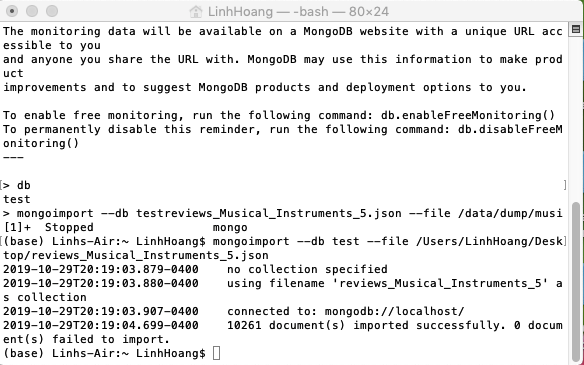 LinhHoang — -bash — 80×24
The monitoring data will be available on a MongoDB website with a unique URL acc
essible to you
and anyone you share the URL with. MongoDB may use this information to make prod
uct
improvements and to suggest MongoDB products and deployment options to you.
To enable free monitoring, run the following command: db.enableFreeMonitoring()
To permanently disable this reminder, run the following command: db.disableFreeM
onitoring()
---
[> db ]
test
> mongoimport --db testreviews_Musical_Instruments_5.json --file /data/dump/musi
[1]+  Stopped                 mongo
[(base) Linhs-Air:~ LinhHoang$ mongoimport --db test --file /Users/LinhHoang/Desk]
top/reviews_Musical_Instruments_5.json
2019-10-29T20:19:03.879-0400    no collection specified
2019-10-29T20:19:03.880-0400    using filename 'reviews_Musical_Instruments_5' a
s collection
2019-10-29T20:19:03.907-0400    connected to: mongodb://localhost/
2019-10-29T20:19:04.699-0400    10261 document(s) imported successfully. 0 docum
ent(s) failed to import.
(base) Linhs-Air:~ LinhHoang$